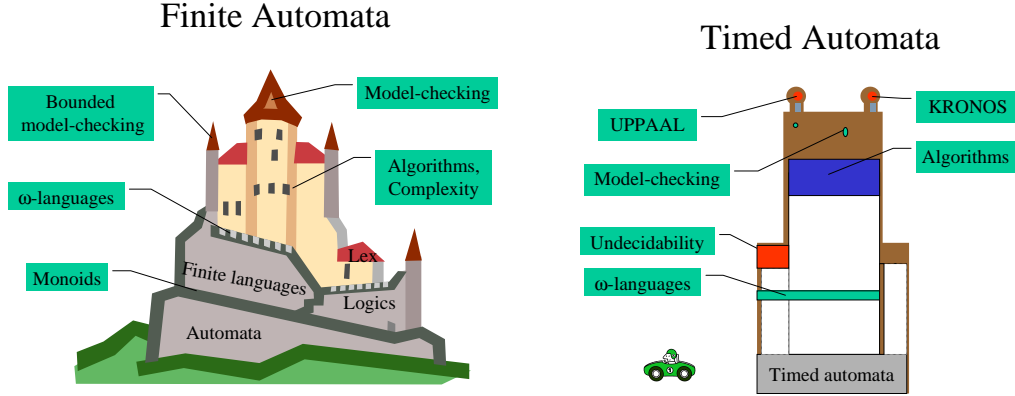 Finite Automata
Bounded
model-checking
Model-checking
Algorithms,
Complexity
ω-languages
Monoids
Finite languages
Lex
Logics
Automata
Timed Automata
UPPAAL
KRONOS
Model-checking
Algorithms
Undecidability
ω-languages
Timed automata